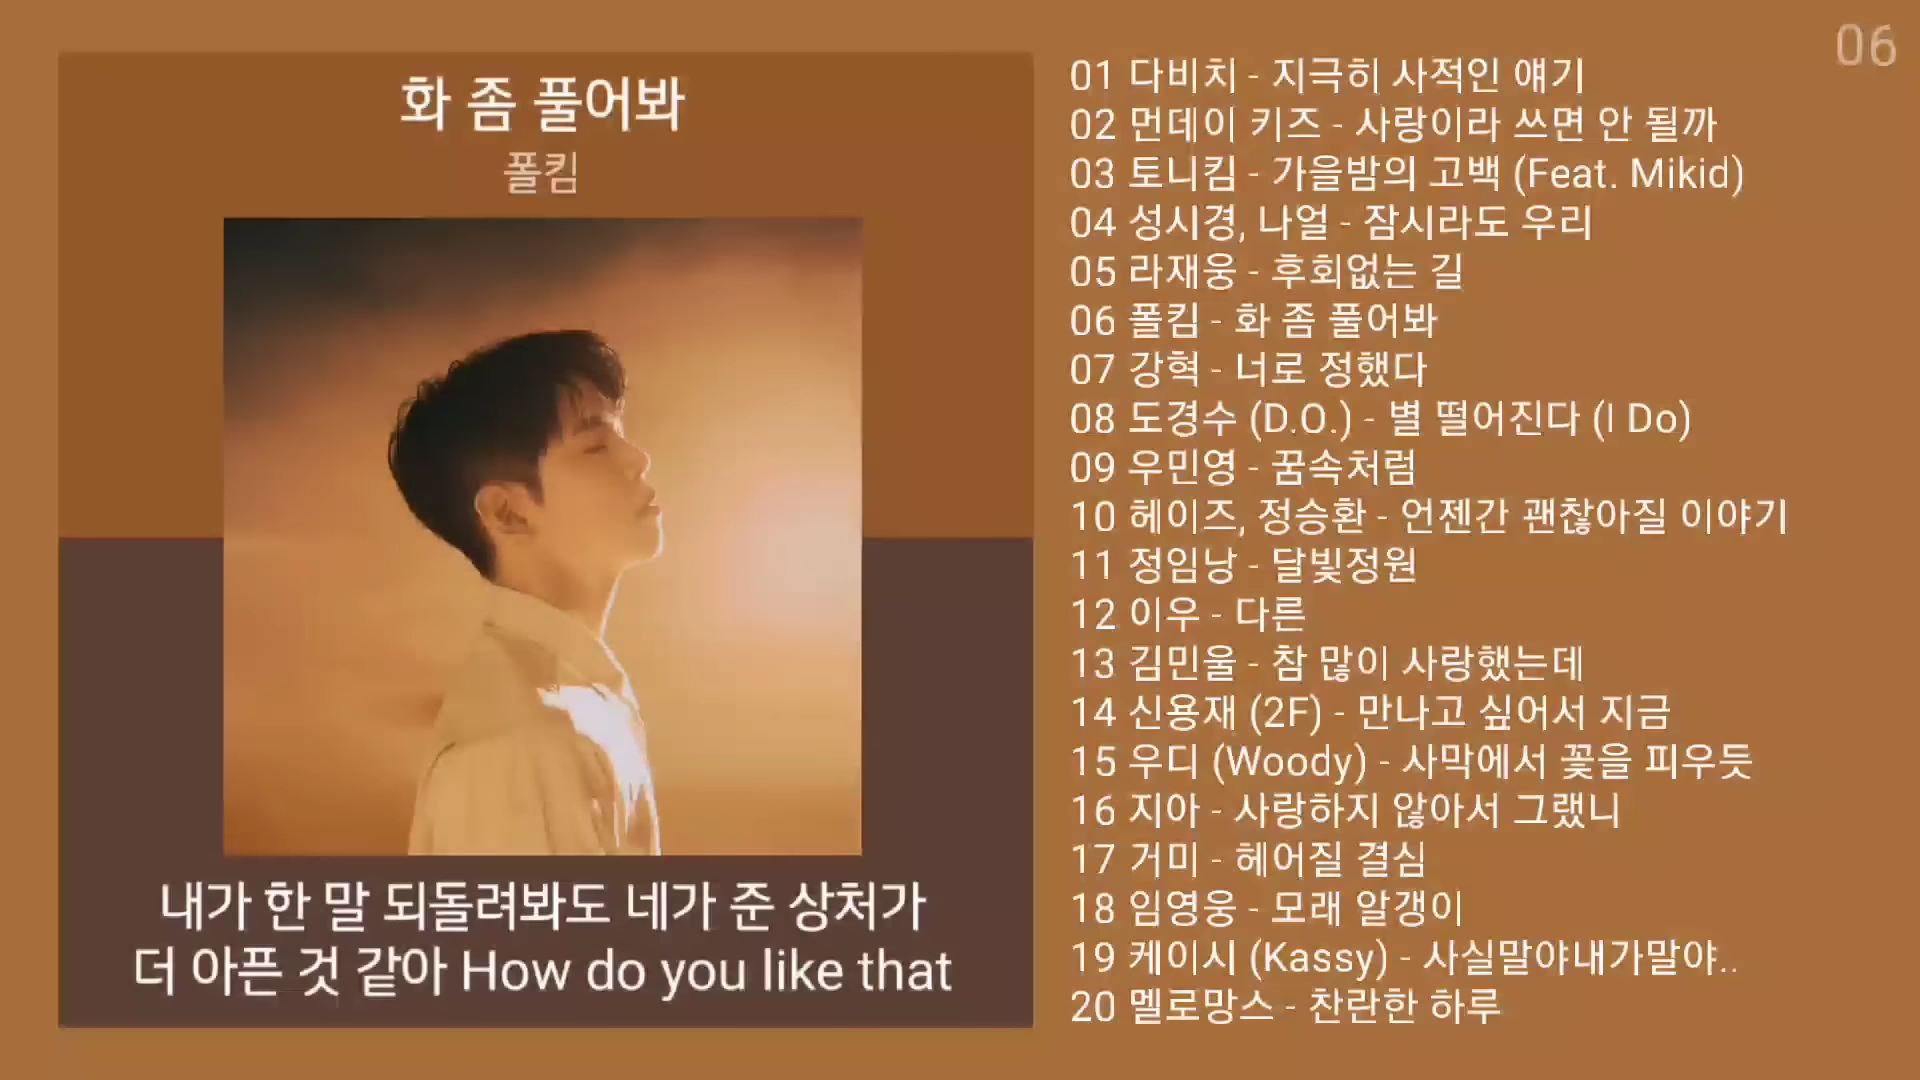 화 좀 풀어봐
폴킴
내가 한 말 되돌려봐도 네가 준 상처가
더 아픈 것 같아 How do you like that
06
01 다비치 - 지극히 사적인 얘기
02 먼데이 키즈 - 사랑이라 쓰면 안 될까
03 토니킴 - 가을밤의 고백 (Feat. Mikid)
04 성시경, 나얼 - 잠시라도 우리
05 라재웅 - 후회없는 길
06 폴킴 - 화 좀 풀어봐
07 강혁 - 너로 정했다
08 도경수 (D.O.) - 별 떨어진다 (I Do)
09 우민영 - 꿈속처럼
10 헤이즈, 정승환 - 언젠간 괜찮아질 이야기
11 정임낭 - 달빛정원
12 이우 - 다른
13 김민울 - 참 많이 사랑했는데
14 신용재 (2F) - 만나고 싶어서 지금
15 우디 (Woody) - 사막에서 꽃을 피우듯
16 지아 - 사랑하지 않아서 그랬니
17 거미 - 헤어질 결심
18 임영웅 - 모래 알갱이
19 케이시 (Kassy) - 사실말야내가말야..
20 멜로망스 - 찬란한 하루